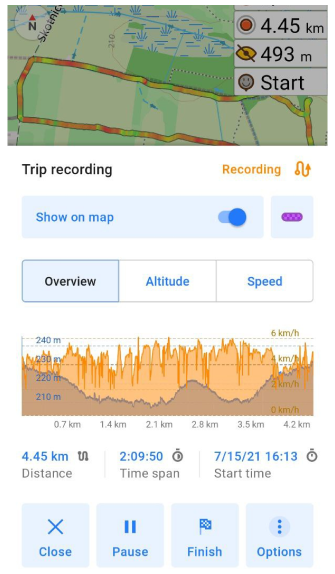 N
Skotnic
210
4.45 km
493 m
Start
Trip recording
Recording
Show on map
Overview
Altitude
Speed
240 m
230 m
220 m
210 m
6 km/h
4 km/h
2 km/h
0 km/h
0.7 km 1.4 km 2.1 km 2.8 km 3.5 km 4.2 km
4.45 km 2:09:50 7/15/21 16:13
Distance Time span Start time
Close Pause Finish Options